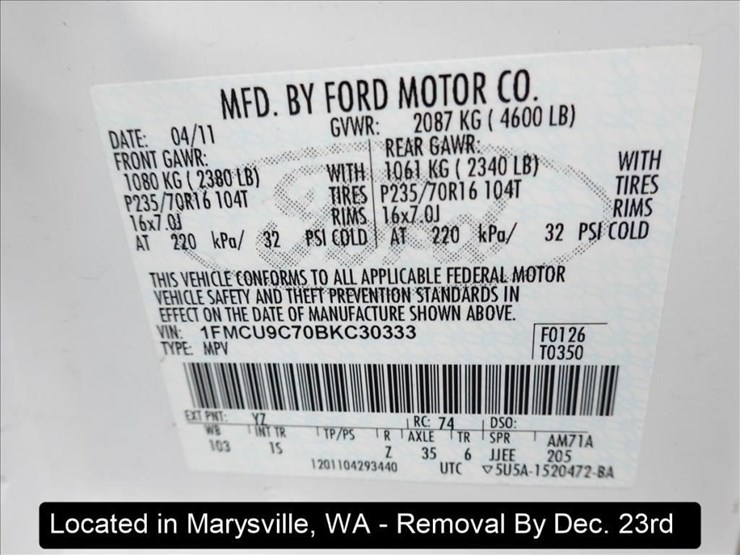 MFD. BY FORD MOTOR CO.
DATE: 04/11
GVWR: 2087 KG ( 4600 LB)
FRONT GAWR:
REAR GAWR:
1080 KG ( 2380 LB) WITH
1061 KG ( 2340 LB) WITH
P235/70R16 104T TIRES
P235/70R16 104T TIRES
16x7.0J RIMS
16x7.0J RIMS
AT 220 kPa/ 32 PSI COLD
AT 220 kPa/ 32 PSI COLD
Ford
THIS VEHICLE CONFORMS TO ALL APPLICABLE FEDERAL MOTOR
VEHICLE SAFETY AND THEFT PREVENTION STANDARDS IN
EFFECT ON THE DATE OF MANUFACTURE SHOWN ABOVE.
VIN: 1FMCU9C70BKC30333
TYPE: MPV
F0126
T0350
EXT PNT: YZ RC: 74 DSO:
WB INT TR TP/PS R AXLE TR SPR AM71A
103 1S Z 35 6 JJEE 205
1201104293440 UTC ▽5U5A-1520472-BA
Located in Marysville, WA - Removal By Dec. 23rd